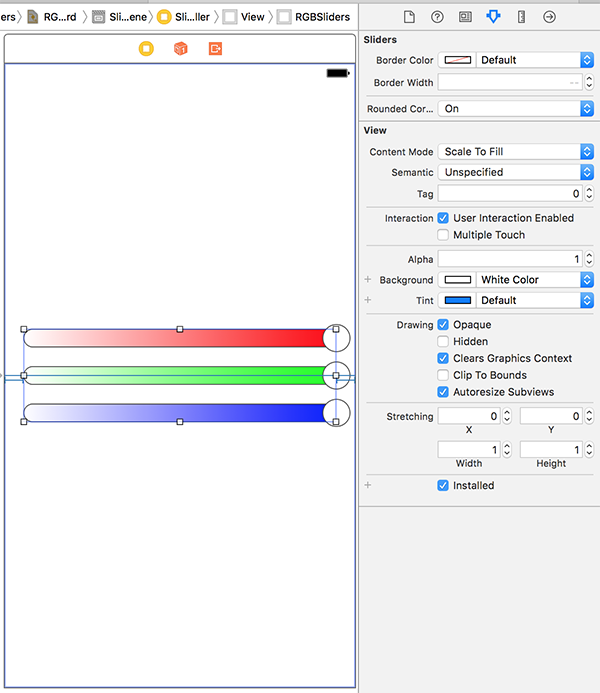 ers RG...rd Sli...ene Sli...ller View RGBSliders
Sliders
Border Color Default
Border Width --
Rounded Cor... On
View
Content Mode Scale To Fill
Semantic Unspecified
Tag 0
Interaction User Interaction Enabled
Multiple Touch
Alpha 1
+ Background White Color
+ Tint Default
Drawing Opaque
Hidden
Clears Graphics Context
Clip To Bounds
Autoresize Subviews
Stretching 0 0
X Y
1 1
Width Height
+ Installed